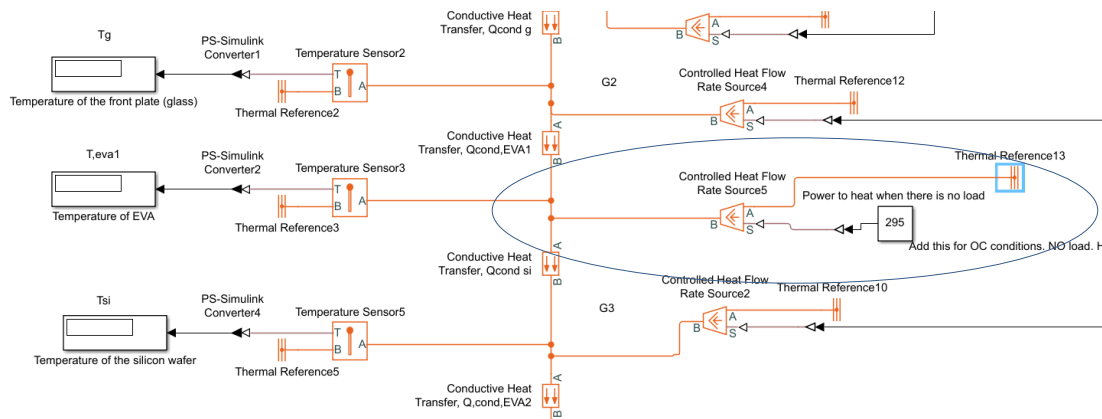 Conductive Heat
Transfer, Qcond g
B
B
A
S
Tg
PS-Simulink
Converter1
Temperature Sensor2
T
B
A
Temperature of the front plate (glass)
Thermal Reference2
G2
Controlled Heat Flow
Rate Source4
Thermal Reference12
B
A
S
Conductive Heat
Transfer, Qcond,EVA1
A
B
T,eva1
PS-Simulink
Converter2
Temperature Sensor3
T
B
A
Temperature of EVA
Thermal Reference3
Thermal Reference13
Controlled Heat Flow
Rate Source5
Power to heat when there is no load
B
A
S
295
Add this for OC conditions. NO load. H
Conductive Heat
Transfer, Qcond si
A
B
Tsi
PS-Simulink
Converter4
Temperature Sensor5
T
B
A
Temperature of the silicon wafer
Thermal Reference5
G3
Controlled Heat Flow
Rate Source2
Thermal Reference10
B
A
S
Conductive Heat
Transfer, Q,cond,EVA2
A
B